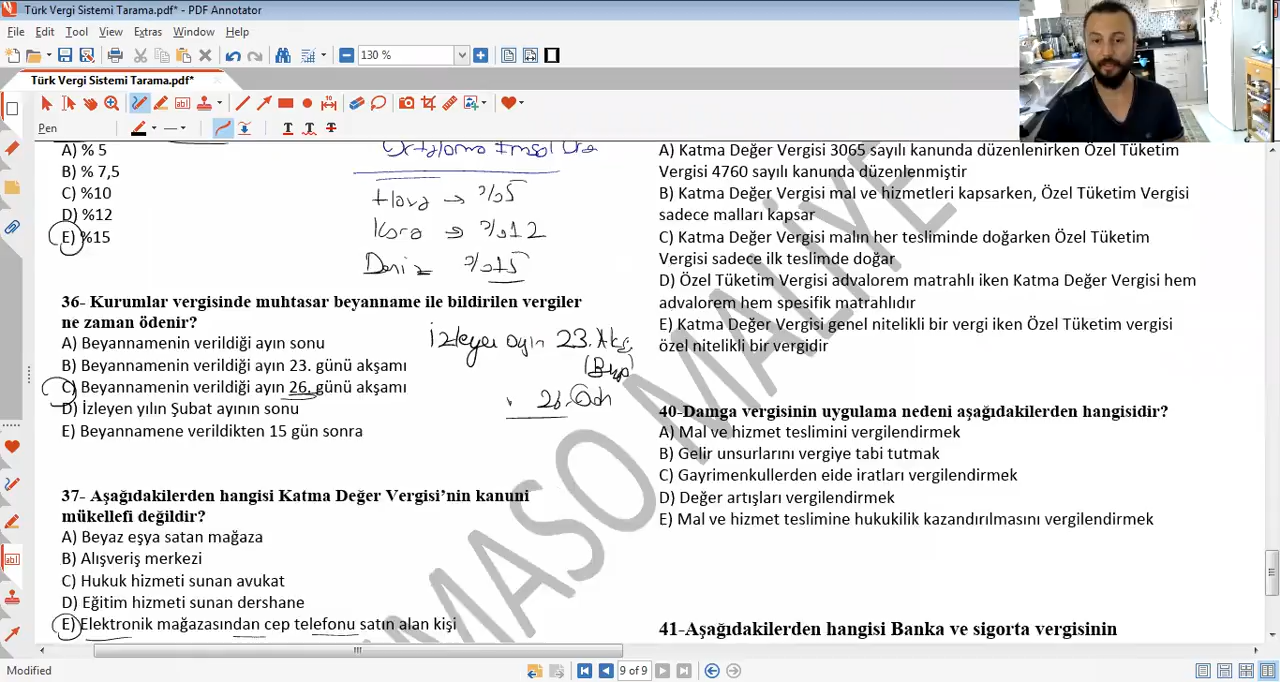 Türk Vergi Sistemi Tarama.pdf* - PDF Annotator
File Edit Tool View Extras Window Help
130 %
Türk Vergi Sistemi Tarama.pdf*
Pen
A) % 5
B) % 7,5
C) %10
D) %12
E) %15
Hava → %5
Kara → %12
Deniz %15
36- Kurumlar vergisinde muhtasar beyanname ile bildirilen vergiler
ne zaman ödenir?
A) Beyannamenin verildiği ayın sonu
B) Beyannamenin verildiği ayın 23. günü akşamı
C) Beyannamenin verildiği ayın 26. günü akşamı
D) İzleyen yılın Şubat ayının sonu
E) Beyannamene verildikten 15 gün sonra
İzleyen ayın 23. Akş.
26.
37- Aşağıdakilerden hangisi Katma Değer Vergisi’nin kanuni
mükellefi değildir?
A) Beyaz eşya satan mağaza
B) Alışveriş merkezi
C) Hukuk hizmeti sunan avukat
D) Eğitim hizmeti sunan dershane
E) Elektronik mağazasından cep telefonu satın alan kişi
A) Katma Değer Vergisi 3065 sayılı kanunda düzenlenirken Özel Tüketim
Vergisi 4760 sayılı kanunda düzenlenmiştir
B) Katma Değer Vergisi mal ve hizmetleri kapsarken, Özel Tüketim Vergisi
sadece malları kapsar
C) Katma Değer Vergisi malın her tesliminde doğarken Özel Tüketim
Vergisi sadece ilk teslimde doğar
D) Özel Tüketim Vergisi advalorem matrahlı iken Katma Değer Vergisi hem
advalorem hem spesifik matrahlıdır
E) Katma Değer Vergisi genel nitelikli bir vergi iken Özel Tüketim vergisi
özel nitelikli bir vergidir
40-Damga vergisinin uygulama nedeni aşağıdakilerden hangisidir?
A) Mal ve hizmet teslimini vergilendirmek
B) Gelir unsurlarını vergiye tabi tutmak
C) Gayrimenkullerden eide iratları vergilendirmek
D) Değer artışları vergilendirmek
E) Mal ve hizmet teslimine hukukilik kazandırılmasını vergilendirmek
41-Aşağıdakilerden hangisi Banka ve sigorta vergisinin
MASO MALİYE
Modified
9 of 9